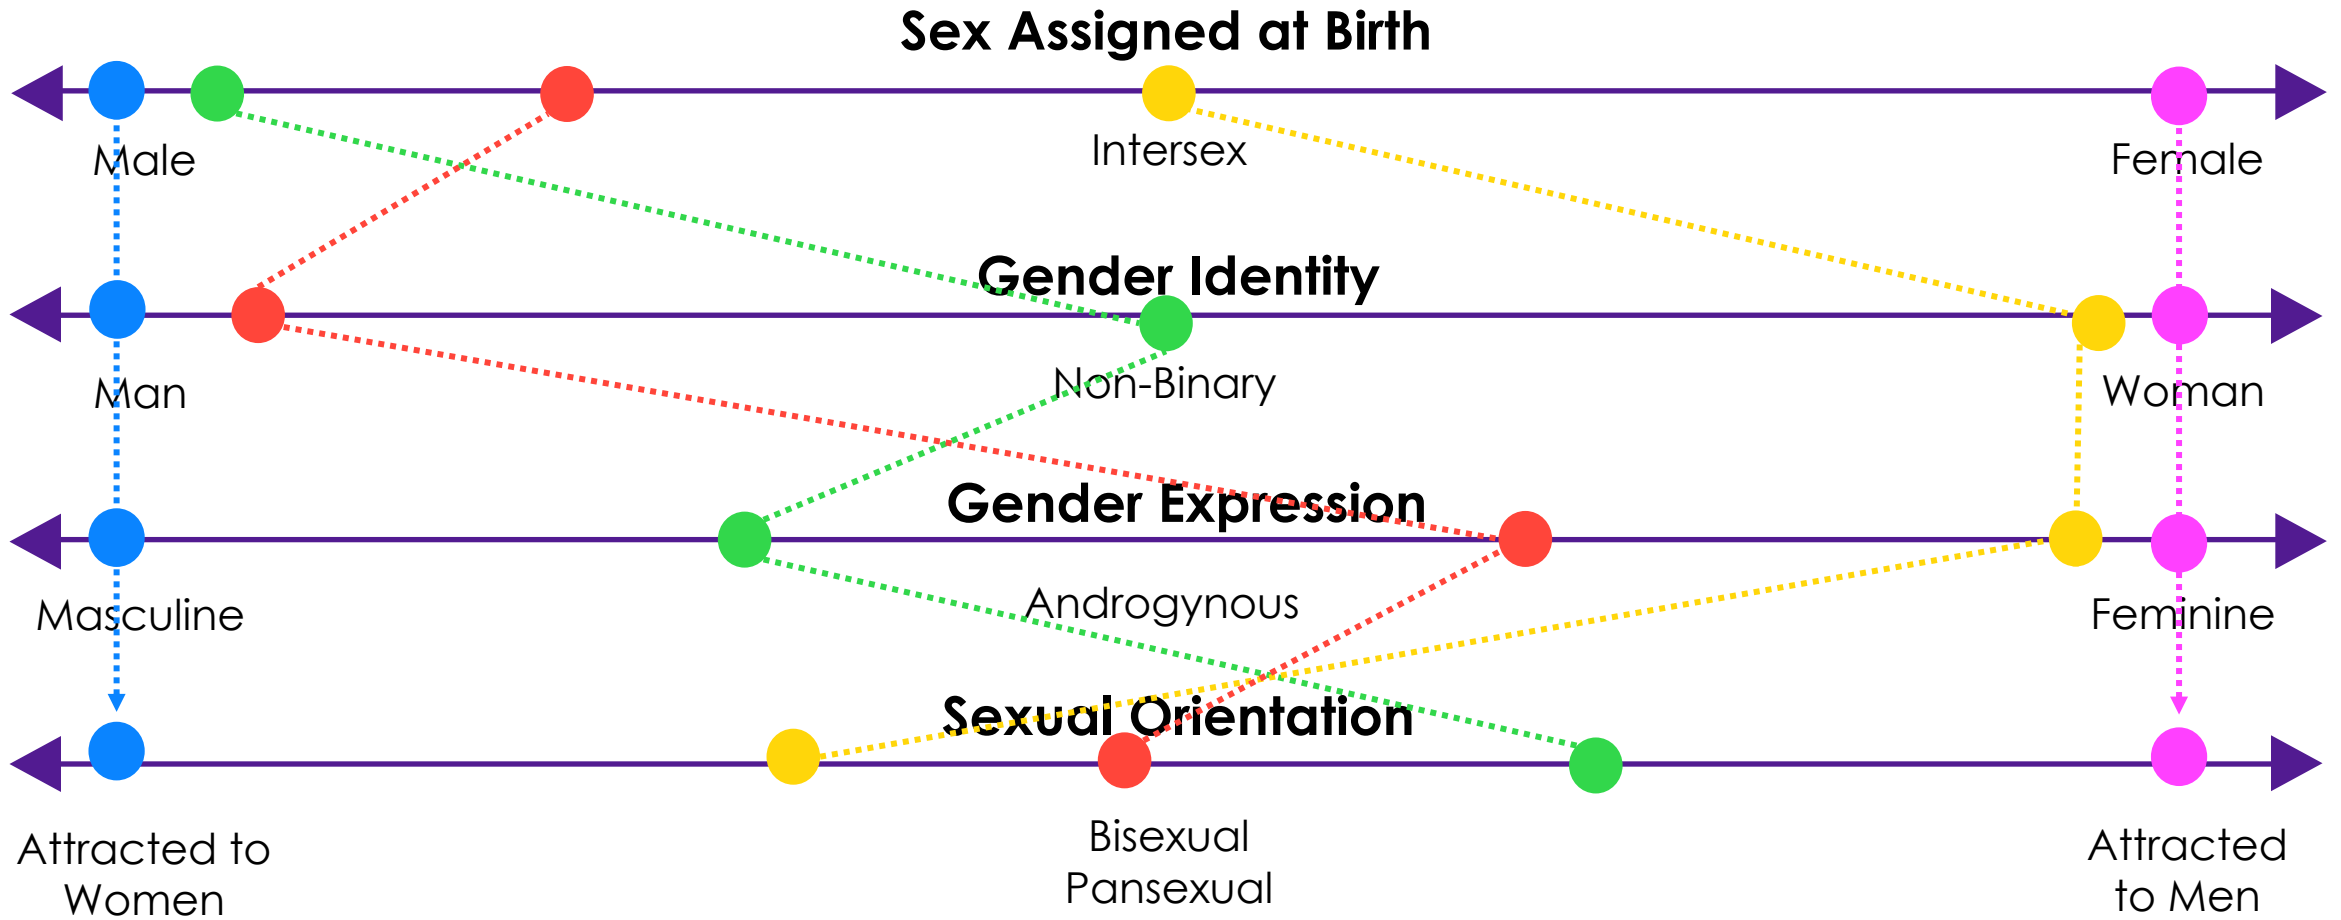 Sex Assigned at Birth
Male
Intersex
Female
Gender Identity
Man
Non-Binary
Woman
Gender Expression
Masculine
Androgynous
Feminine
Sexual Orientation
Attracted to
Women
Bisexual
Pansexual
Attracted
to Men